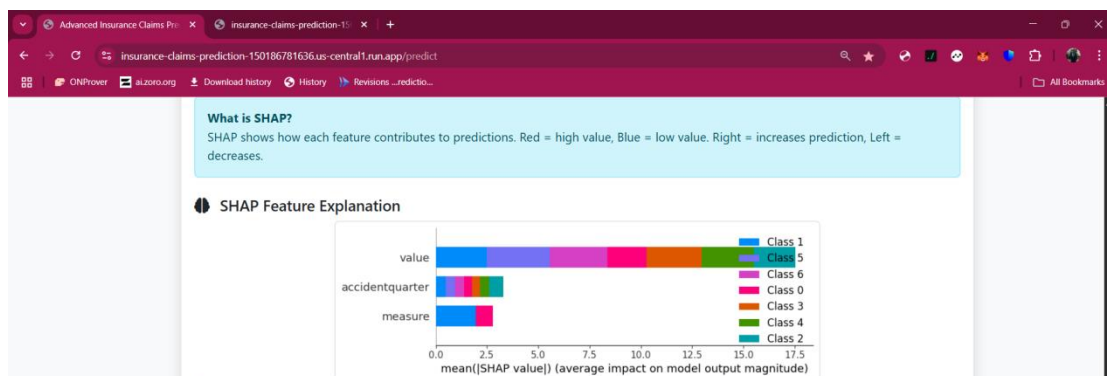 Advanced Insurance Claims Pre
insurance-claims-prediction-15
insurance-claims-prediction-150186781636.us-central1.run.app/predict
ONProver
ai.zoro.org
Download history
History
Revisions ...redictio...
All Bookmarks
What is SHAP?
SHAP shows how each feature contributes to predictions. Red = high value, Blue = low value. Right = increases prediction, Left =
decreases.
SHAP Feature Explanation
value
accidentquarter
measure
Class 1
Class 5
Class 6
Class 0
Class 3
Class 4
Class 2
0.0 2.5 5.0 7.5 10.0 12.5 15.0 17.5
mean(|SHAP value|) (average impact on model output magnitude)